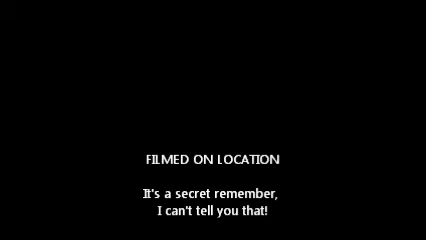 FILMED ON LOCATION
It's a secret remember,
I can't tell you that!